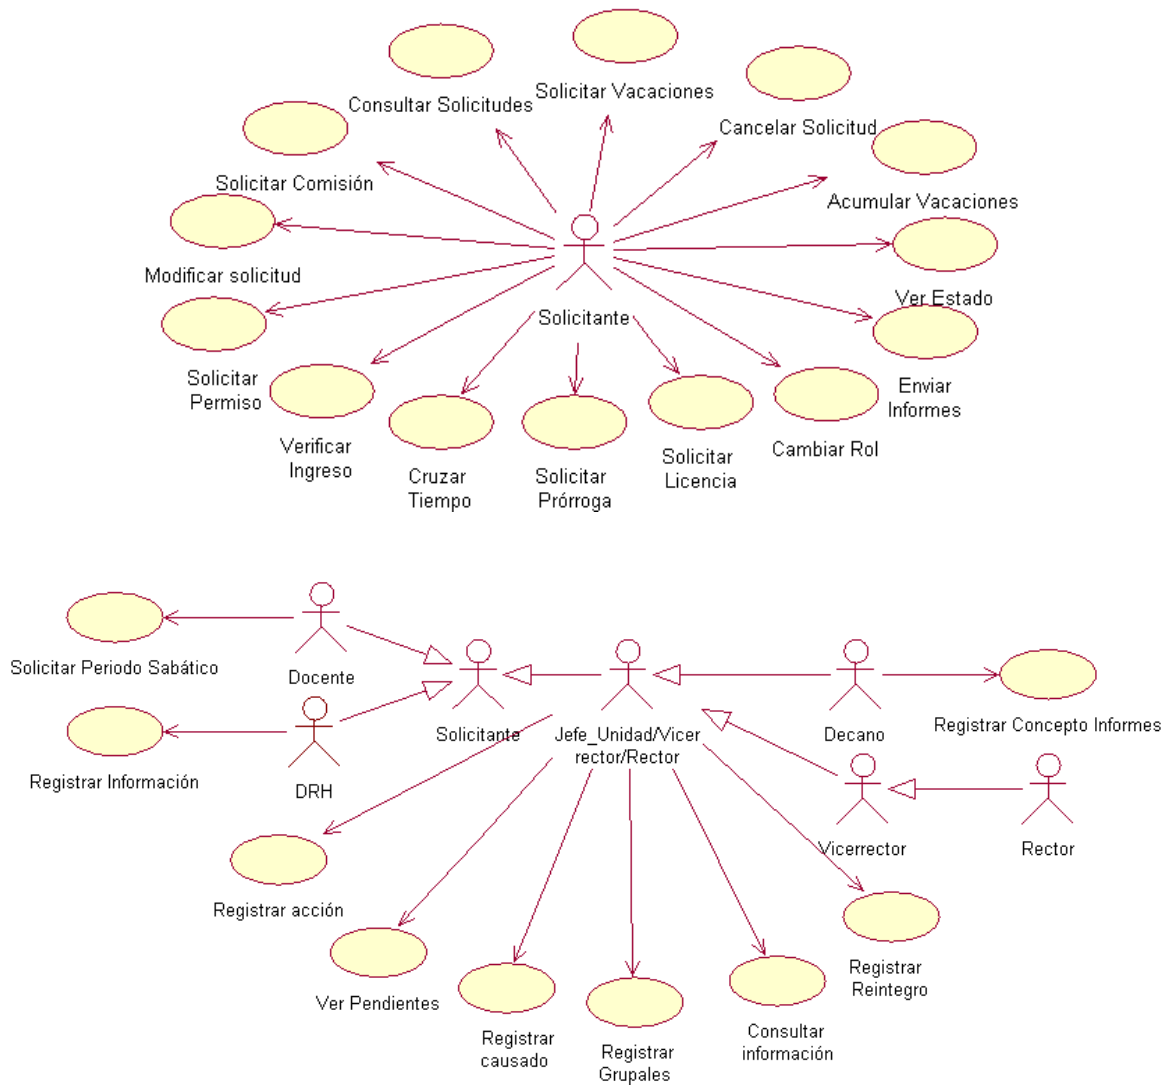 Solicitar Vacaciones
Consultar Solicitudes
Cancelar Solicitud
Solicitar Comisión
Acumular Vacaciones
Modificar solicitud
Ver Estado
Solicitante
Solicitar
Permiso
Enviar
Informes
Verificar
Ingreso
Cambiar Rol
Solicitar
Licencia
Cruzar
Tiempo
Solicitar
Prórroga
Solicitar Periodo Sabático
Docente
Solicitante
Jefe_Unidad/Vicer
rector/Rector
Decano
Registrar Concepto Informes
Registrar Información
DRH
Vicerrector
Rector
Registrar acción
Ver Pendientes
Registrar
causado
Registrar
Grupales
Consultar
información
Registrar
Reintegro